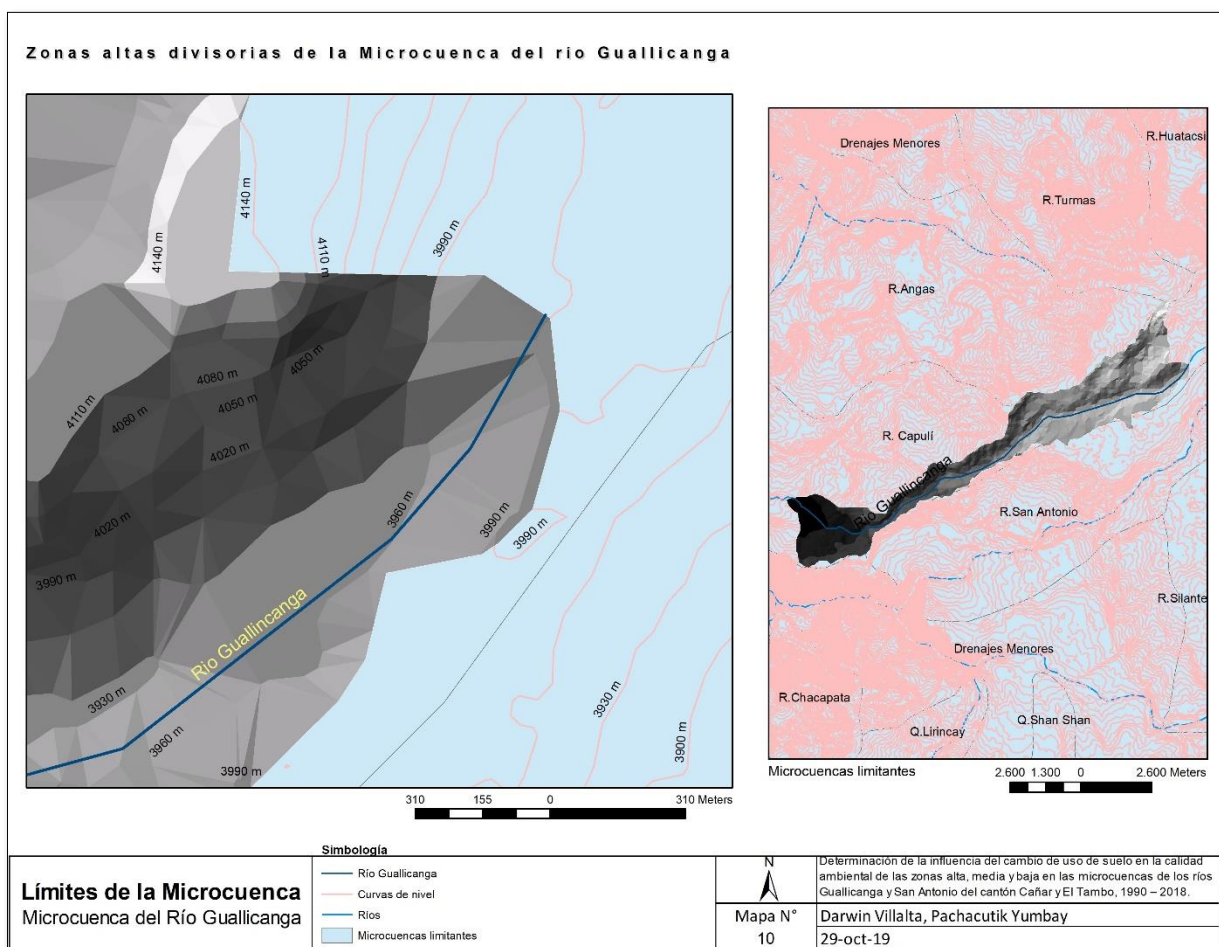 Zonas altas divisorias de la Microcuenca del río Guallicanga
4140 m
4140 m
4110 m
3990 m
4050 m
4080 m
4110 m
4080 m
4050 m
4020 m
4020 m
3990 m
3960 m
3990 m
3990 m
Río Guallincanga
3930 m
3960 m
3990 m
3930 m
3900 m
310 155 0 310 Meters
Drenajes Menores
R.Huatacsi
R.Turmas
R.Angas
R. Capulí
Río Guallincanga
R.San Antonio
R.Silante
Drenajes Menores
R.Chacapata
Q.Lirincay
Q.Shan Shan
Microcuencas limitantes
2.600 1.300 0 2.600 Meters
Límites de la Microcuenca
Microcuenca del Río Guallicanga
Simbología
Río Guallicanga
Curvas de nivel
Ríos
Microcuencas limitantes
N
Determinación de la influencia del cambio de uso de suelo en la calidad
ambiental de las zonas alta, media y baja en las microcuencas de los ríos
Guallicanga y San Antonio del cantón Cañar y El Tambo, 1990 – 2018.
Mapa N° Darwin Villalta, Pachacutik Yumbay
10 29-oct-19